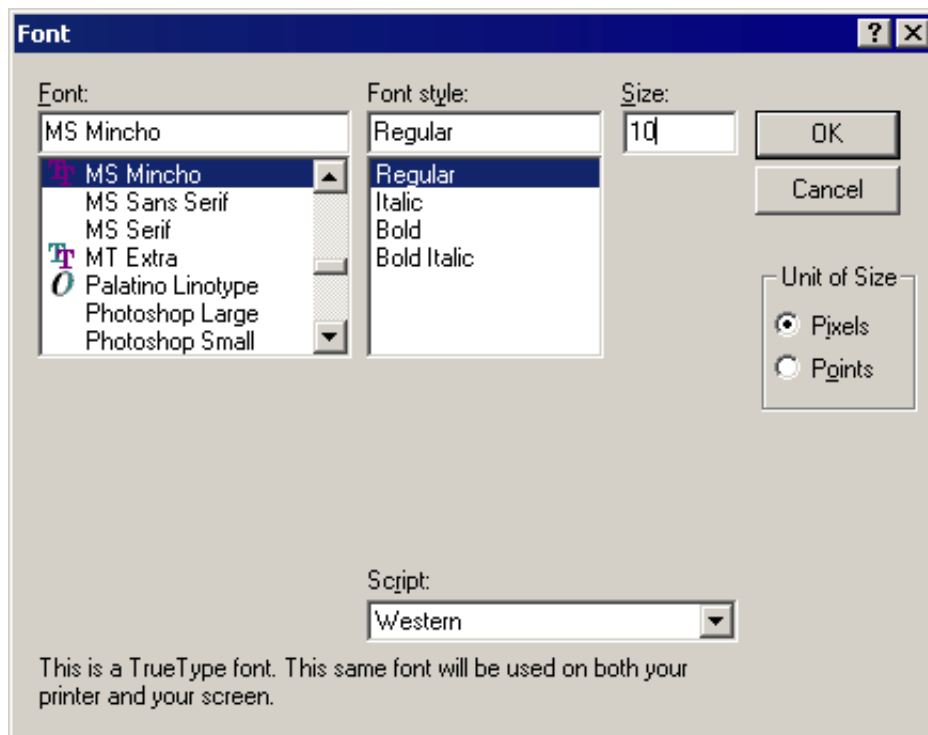 Font
Font: Font style: Size:
MS Mincho Regular 10 OK
MS Mincho Regular Cancel
MS Sans Serif Italic
MS Serif Bold
MT Extra Bold Italic
Palatino Linotype
Photoshop Large
Photoshop Small
Unit of Size
Pixels
Points
Script:
Western
This is a TrueType font. This same font will be used on both your
printer and your screen.